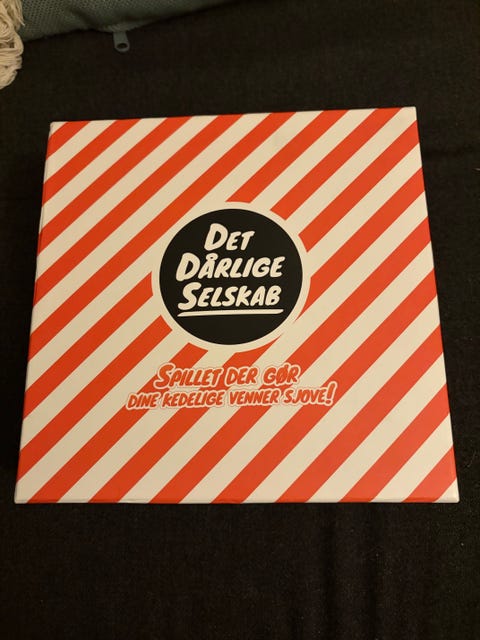 DET
DÅRLIGE
SELSKAB
SPILLET DER GØR
DINE KEDELIGE VENNER SJOVE!